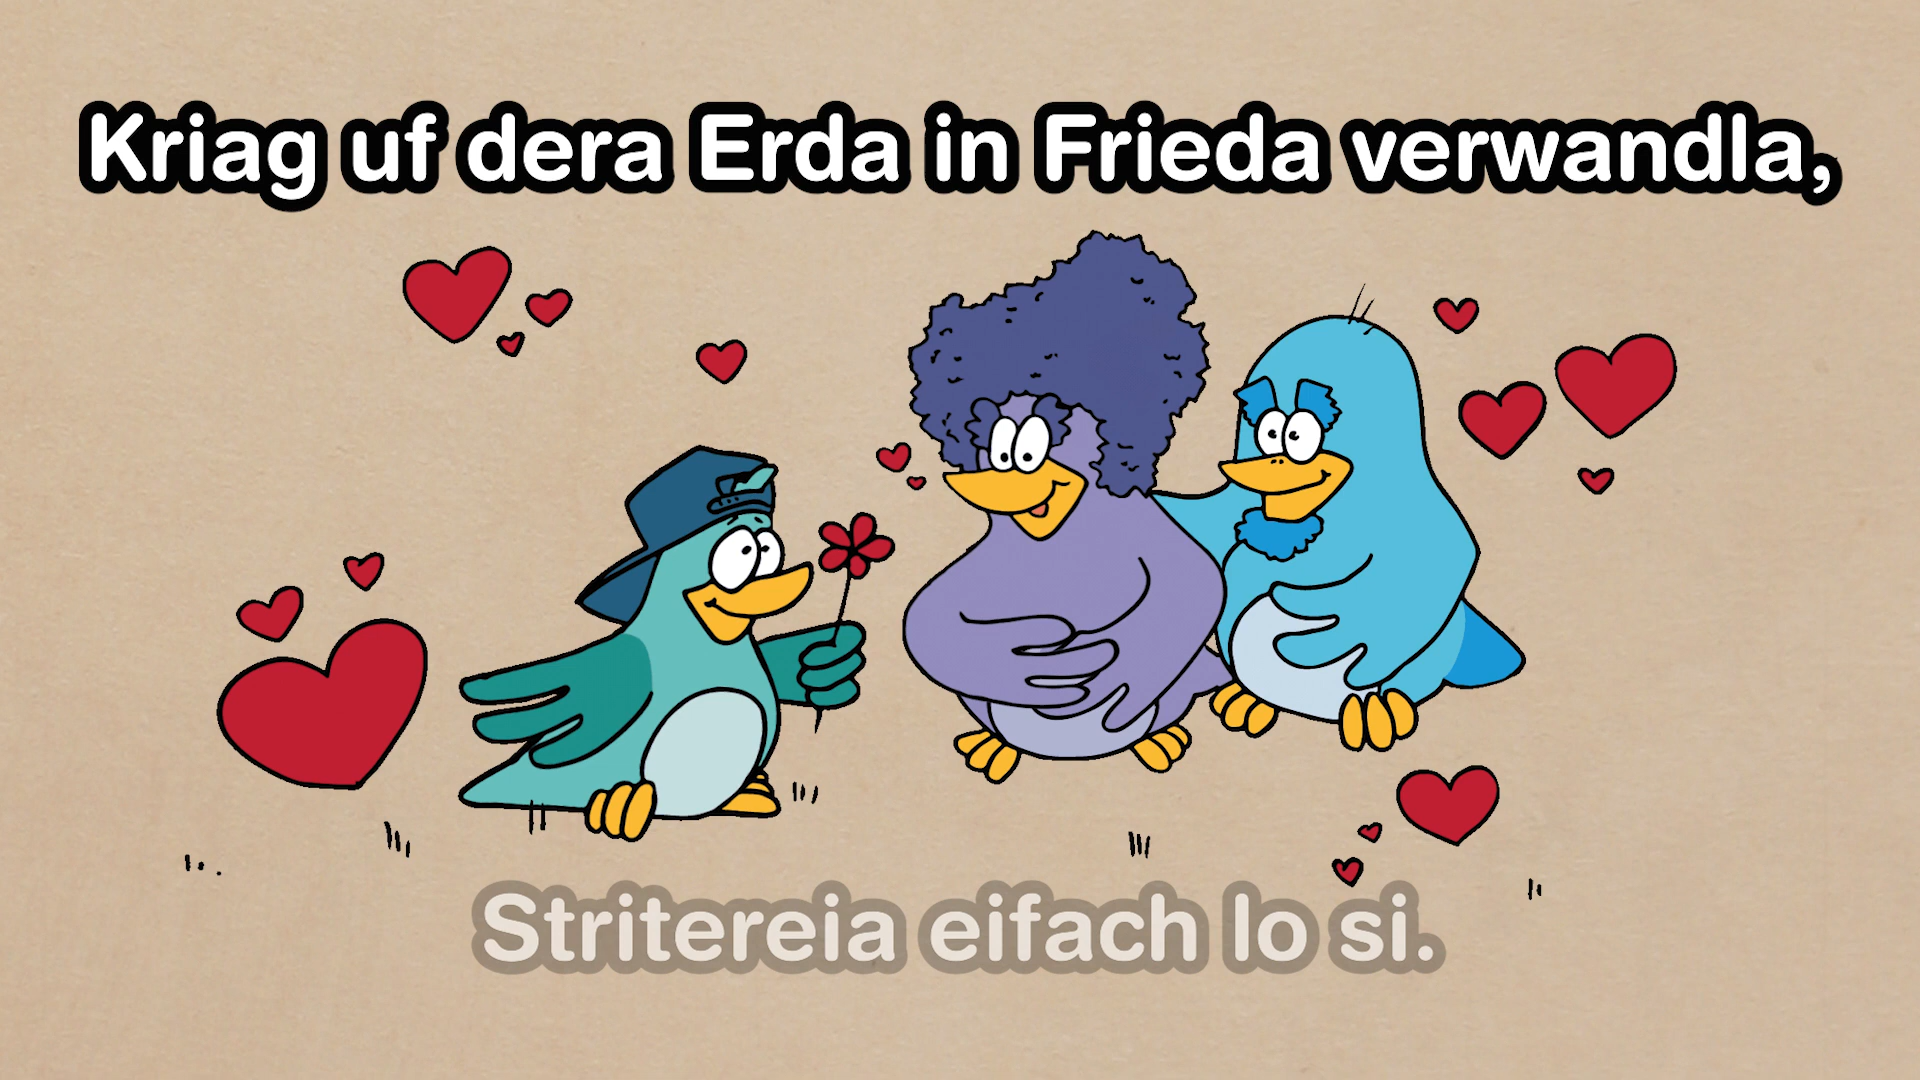 Kriag uf dera Erda in Frieda verwandla,
Stritereia eifach lo si.